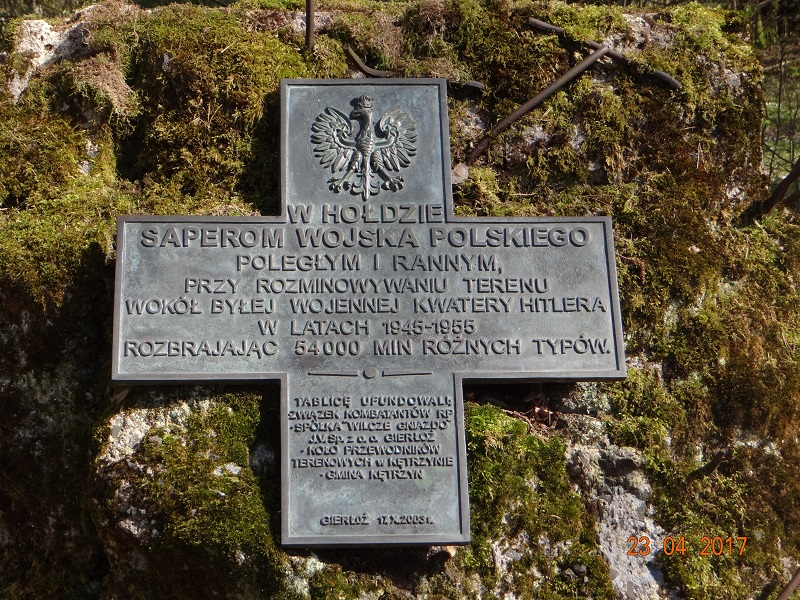 W HOŁDZIE
SAPEROM WOJSKA POLSKIEGO
POLEGŁYM I RANNYM,
PRZY ROZMINOWYWANIU TERENU
WOKÓŁ BYŁEJ WOJENNEJ KWATERY HITLERA
W LATACH 1945-1955
ROZBRAJAJĄC 54000 MIN RÓŻNYCH TYPÓW.
TABLICĘ UFUNDOWALI:
ZWIĄZEK KOMBATANTÓW RP
-SPÓŁKA "WILCZE GNIAZDO"
J.V. Sp. z o.o. GIERŁOŻ
- KOŁO PRZEWODNIKÓW
TERENOWYCH w KĘTRZYNIE
- GMINA KĘTRZYN
GIERŁOŻ 17.X.2003 r.
23 04 2017